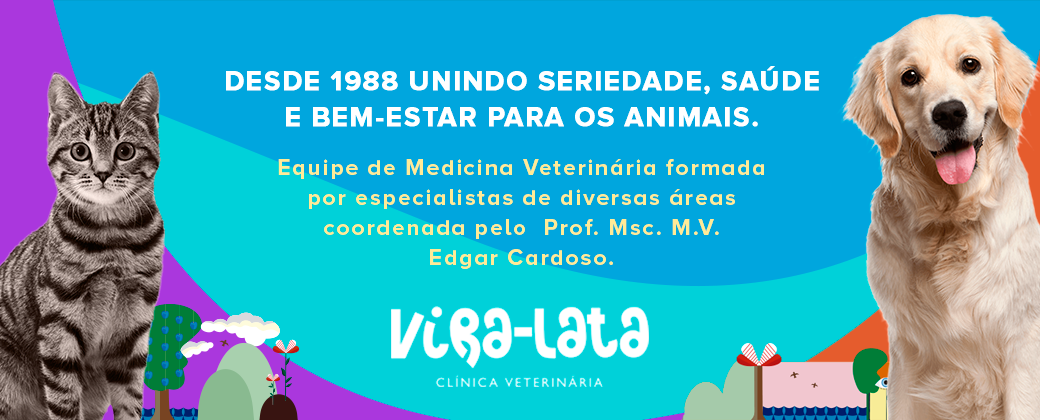 DESDE 1988 UNINDO SERIEDADE, SAÚDE
E BEM-ESTAR PARA OS ANIMAIS.
Equipe de Medicina Veterinária formada
por especialistas de diversas áreas
coordenada pelo Prof. Msc. M.V.
Edgar Cardoso.
ViRa-Lata
CLÍNICA VETERINÁRIA